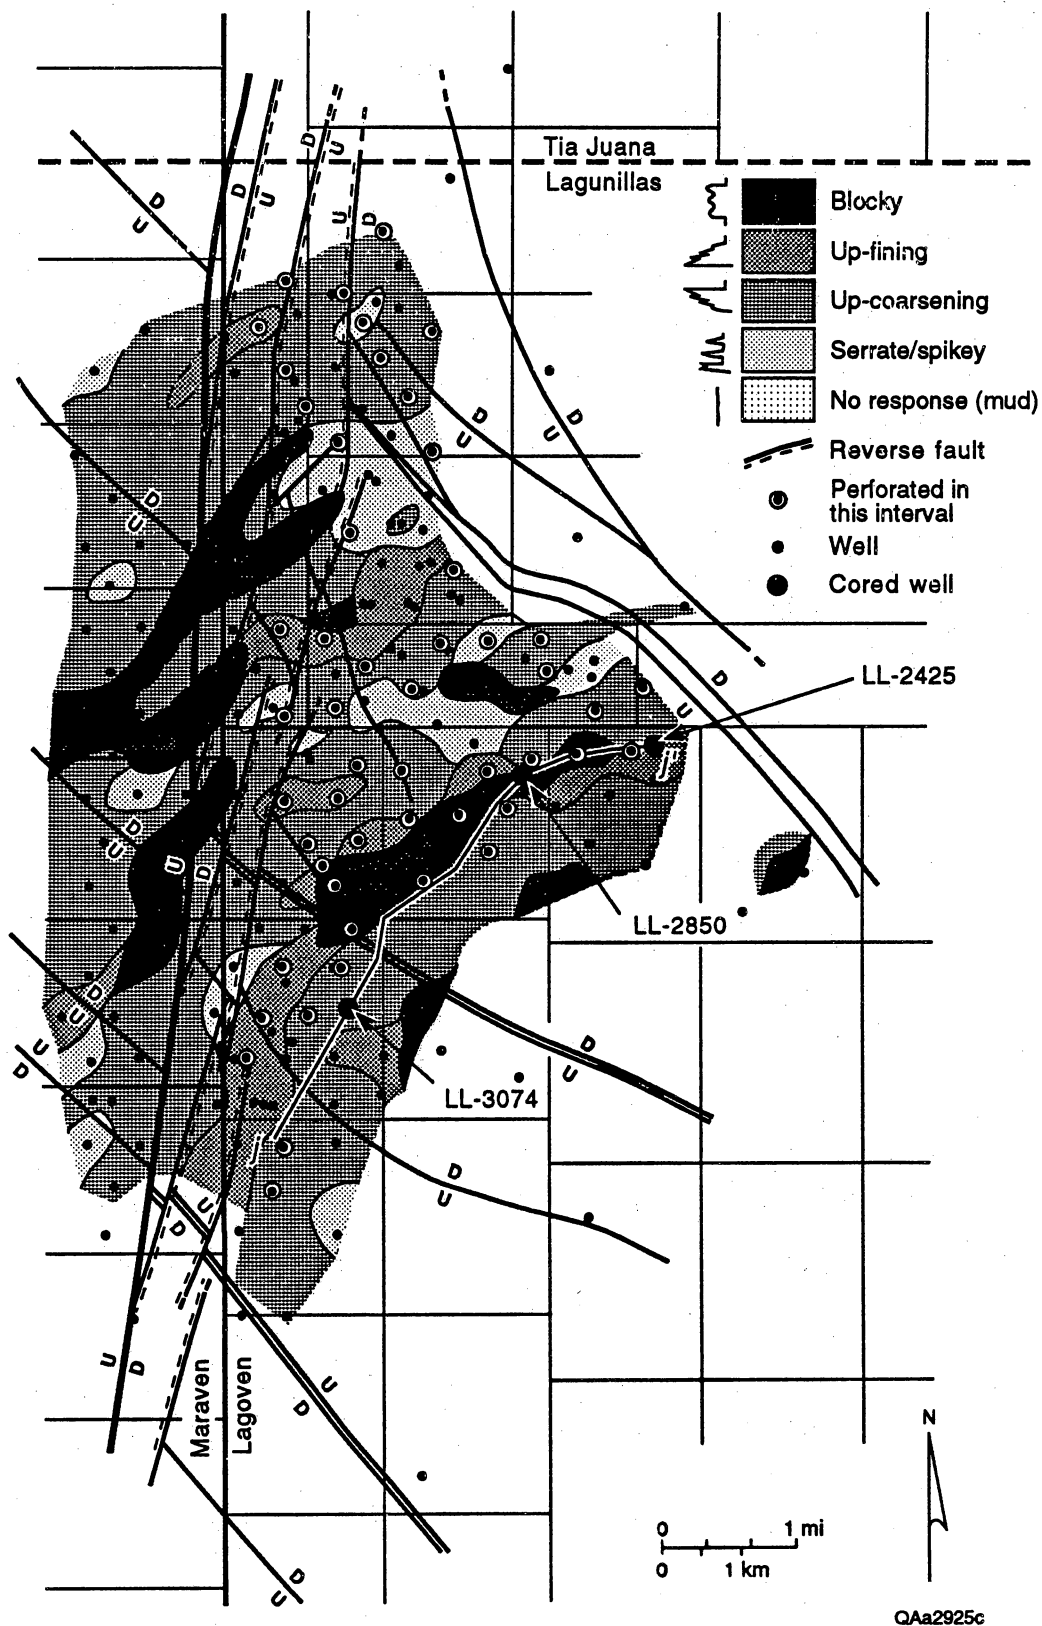 D
U
D
U
D
U
U
D
Tia Juana
Lagunillas
Blocky
Up-fining
Up-coarsening
Serrate/spikey
No response (mud)
Reverse fault
Perforated in
this interval
Well
Cored well
D
U
D
U
D
U
D
U
LL-2425
j'
D
U
U
D
LL-2850
D
U
U
D
D
U
LL-3074
j
D
U
U
D
U
D
Maraven
Lagoven
U
D
D
U
N
0 1 mi
0 1 km
QAa2925c